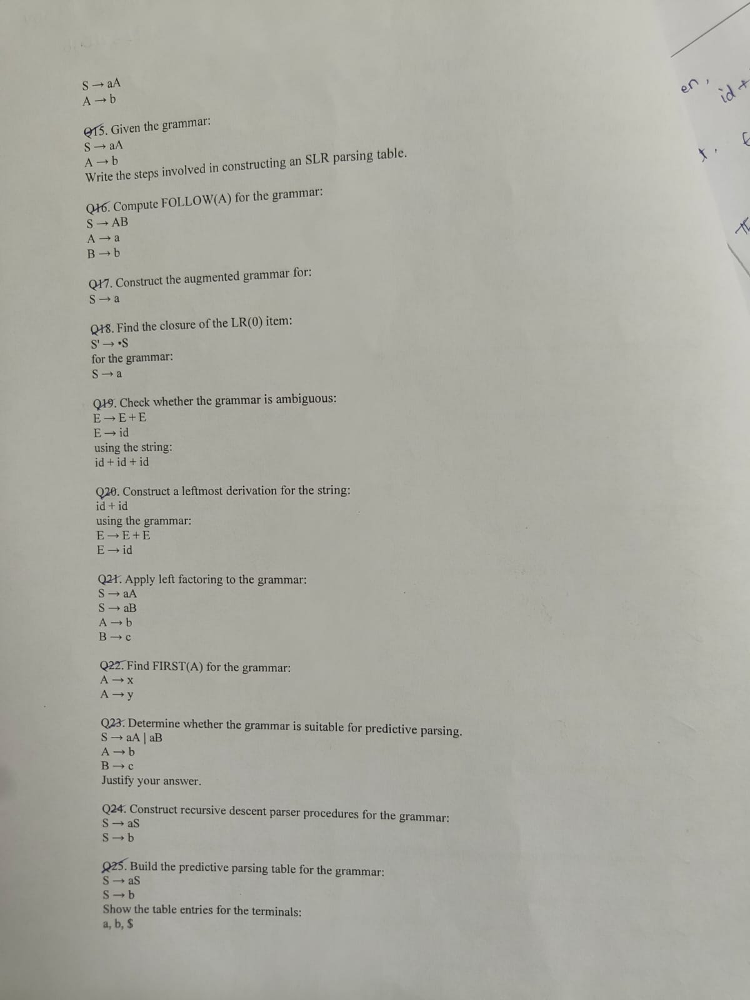 S → aA
A → b
Q15. Given the grammar:
S → aA
A → b
Write the steps involved in constructing an SLR parsing table.
Q16. Compute FOLLOW(A) for the grammar:
S → AB
A → a
B → b
Q17. Construct the augmented grammar for:
S → a
Q18. Find the closure of the LR(0) item:
S' → •S
for the grammar:
S → a
Q19. Check whether the grammar is ambiguous:
E → E + E
E → id
using the string:
id + id + id
Q20. Construct a leftmost derivation for the string:
id + id
using the grammar:
E → E + E
E → id
Q21. Apply left factoring to the grammar:
S → aA
S → aB
A → b
B → c
Q22. Find FIRST(A) for the grammar:
A → x
A → y
Q23. Determine whether the grammar is suitable for predictive parsing.
S → aA | aB
A → b
B → c
Justify your answer.
Q24. Construct recursive descent parser procedures for the grammar:
S → aS
S → b
Q25. Build the predictive parsing table for the grammar:
S → aS
S → b
Show the table entries for the terminals:
a, b, $
en,
id +